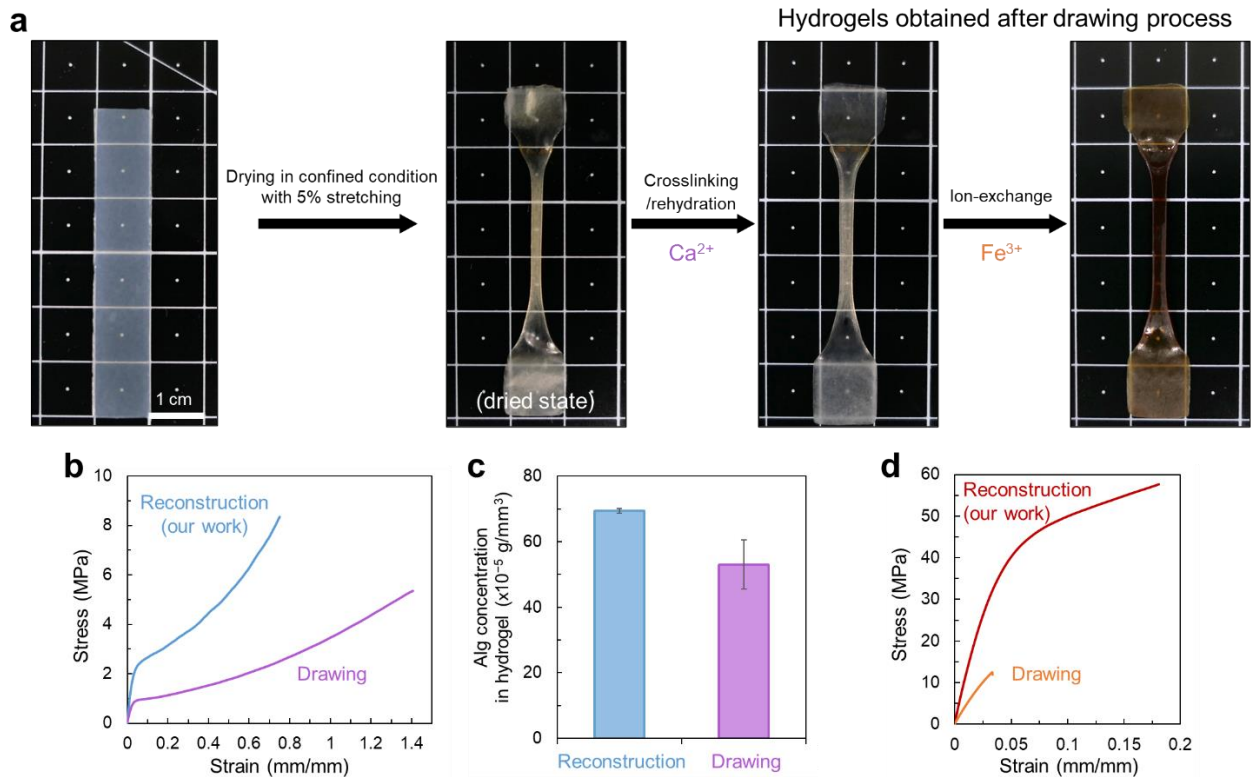 Hydrogels obtained after drawing process
a
Drying in confined condition
with 5% stretching
Crosslinking
/rehydration
Ca²⁺
Ion-exchange
Fe³⁺
1 cm
(dried state)
b
10
8
6
4
2
0
Stress (MPa)
Reconstruction
(our work)
Drawing
0
0.2
0.4
0.6
0.8
1
1.2
1.4
Strain (mm/mm)
c
80
60
40
20
0
Alg concentration
in hydrogel (x10⁻⁵ g/mm³)
Reconstruction
Drawing
d
60
50
40
30
20
10
0
Stress (MPa)
Reconstruction
(our work)
Drawing
0
0.05
0.1
0.15
0.2
Strain (mm/mm)